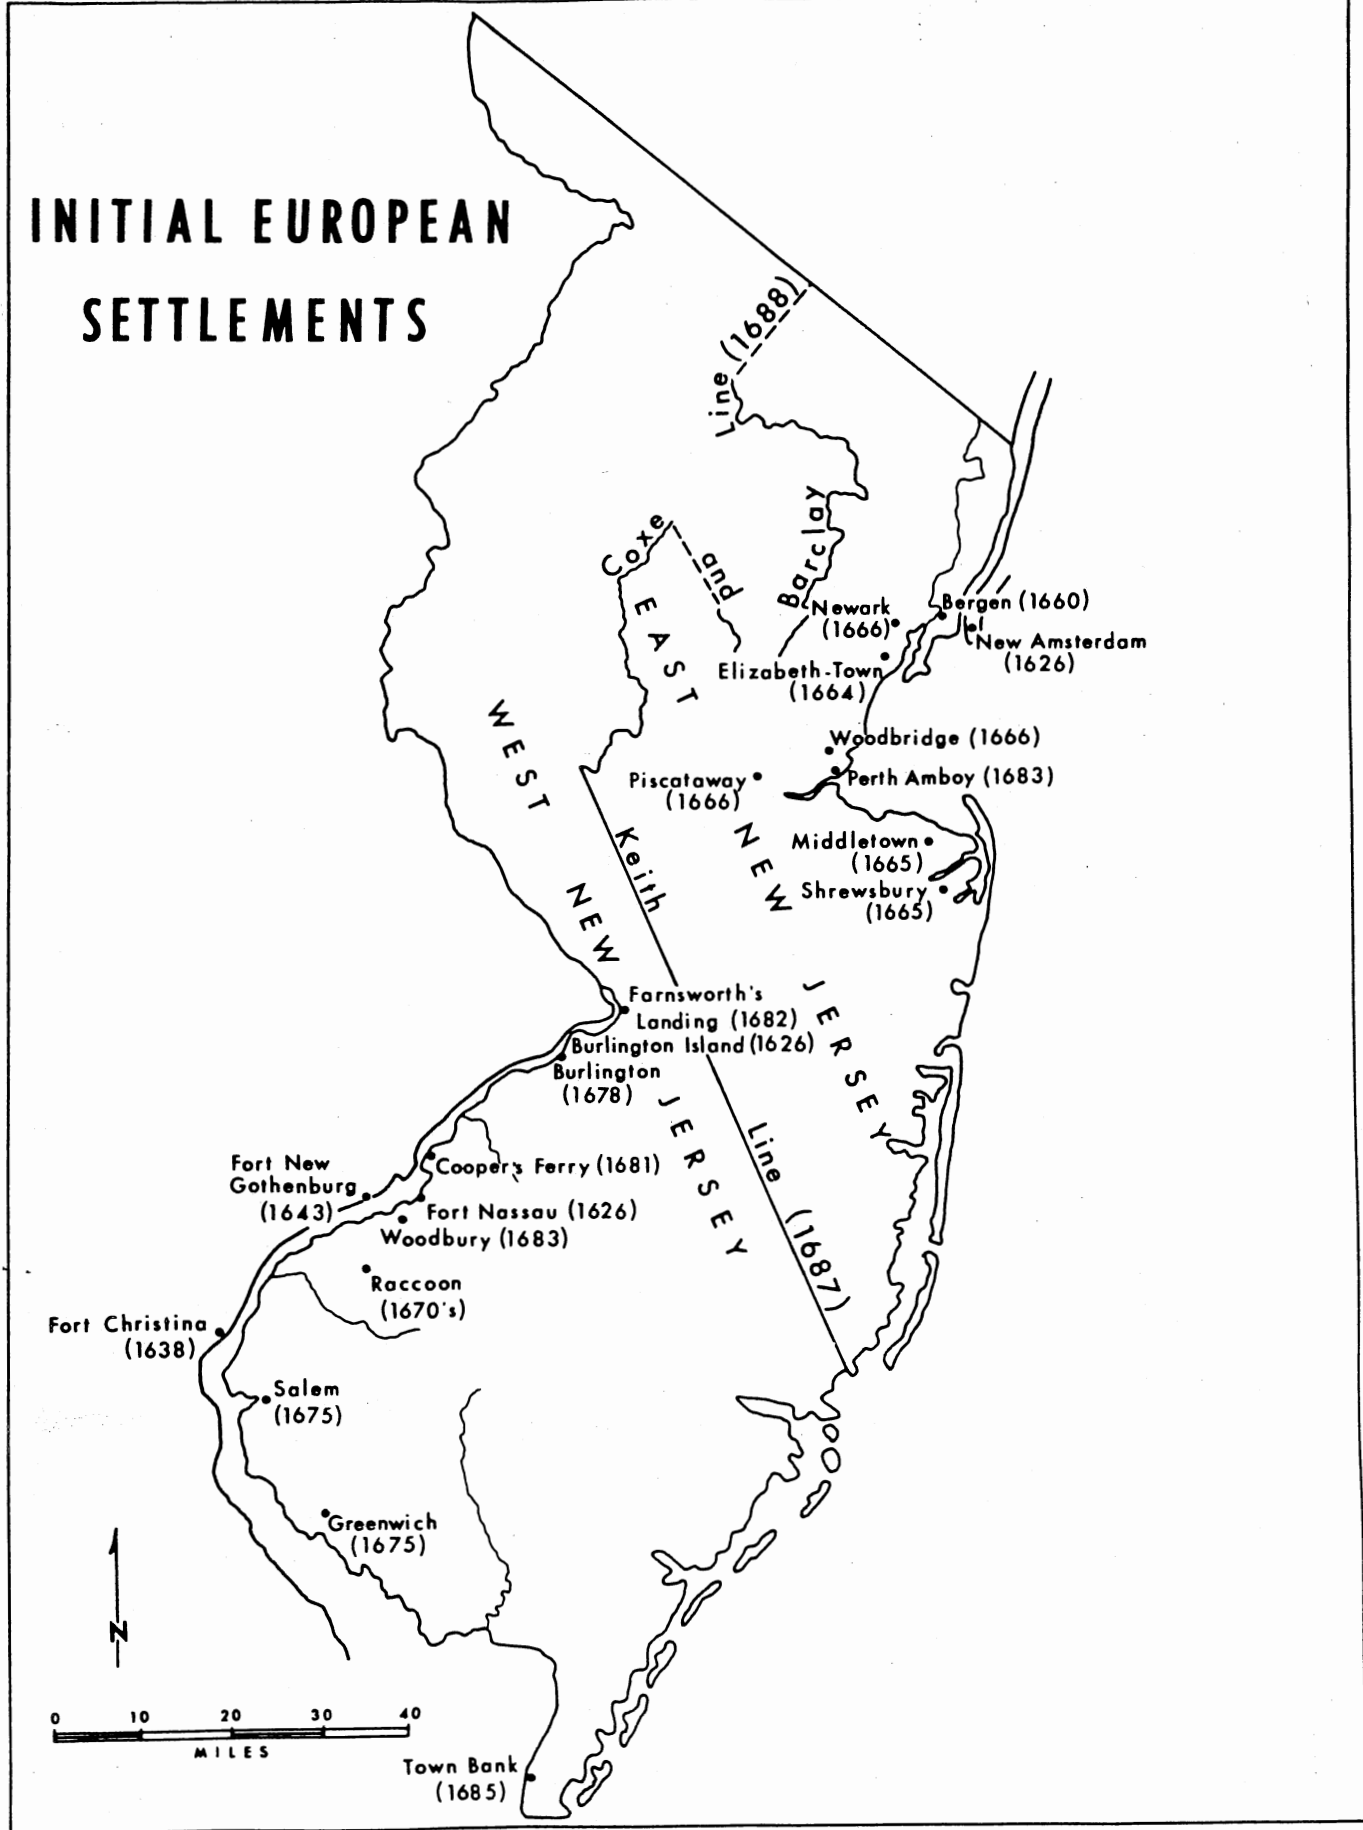 INITIAL EUROPEAN
SETTLEMENTS
Line (1688)
Coxe and Barclay
EAST NEW JERSEY
WEST NEW JERSEY
Newark
(1666)
Bergen (1660)
New Amsterdam
(1626)
Elizabeth-Town
(1664)
Woodbridge (1666)
Piscataway
(1666)
Perth Amboy (1683)
Middletown
(1665)
Shrewsbury
(1665)
Keith Line (1687)
Farnsworth's
Landing (1682)
Burlington Island (1626)
Burlington
(1678)
Fort New
Gothenburg
(1643)
Cooper's Ferry (1681)
Fort Nassau (1626)
Woodbury (1683)
Raccoon
(1670's)
Fort Christina
(1638)
Salem
(1675)
Greenwich
(1675)
N
0 10 20 30 40
MILES
Town Bank
(1685)